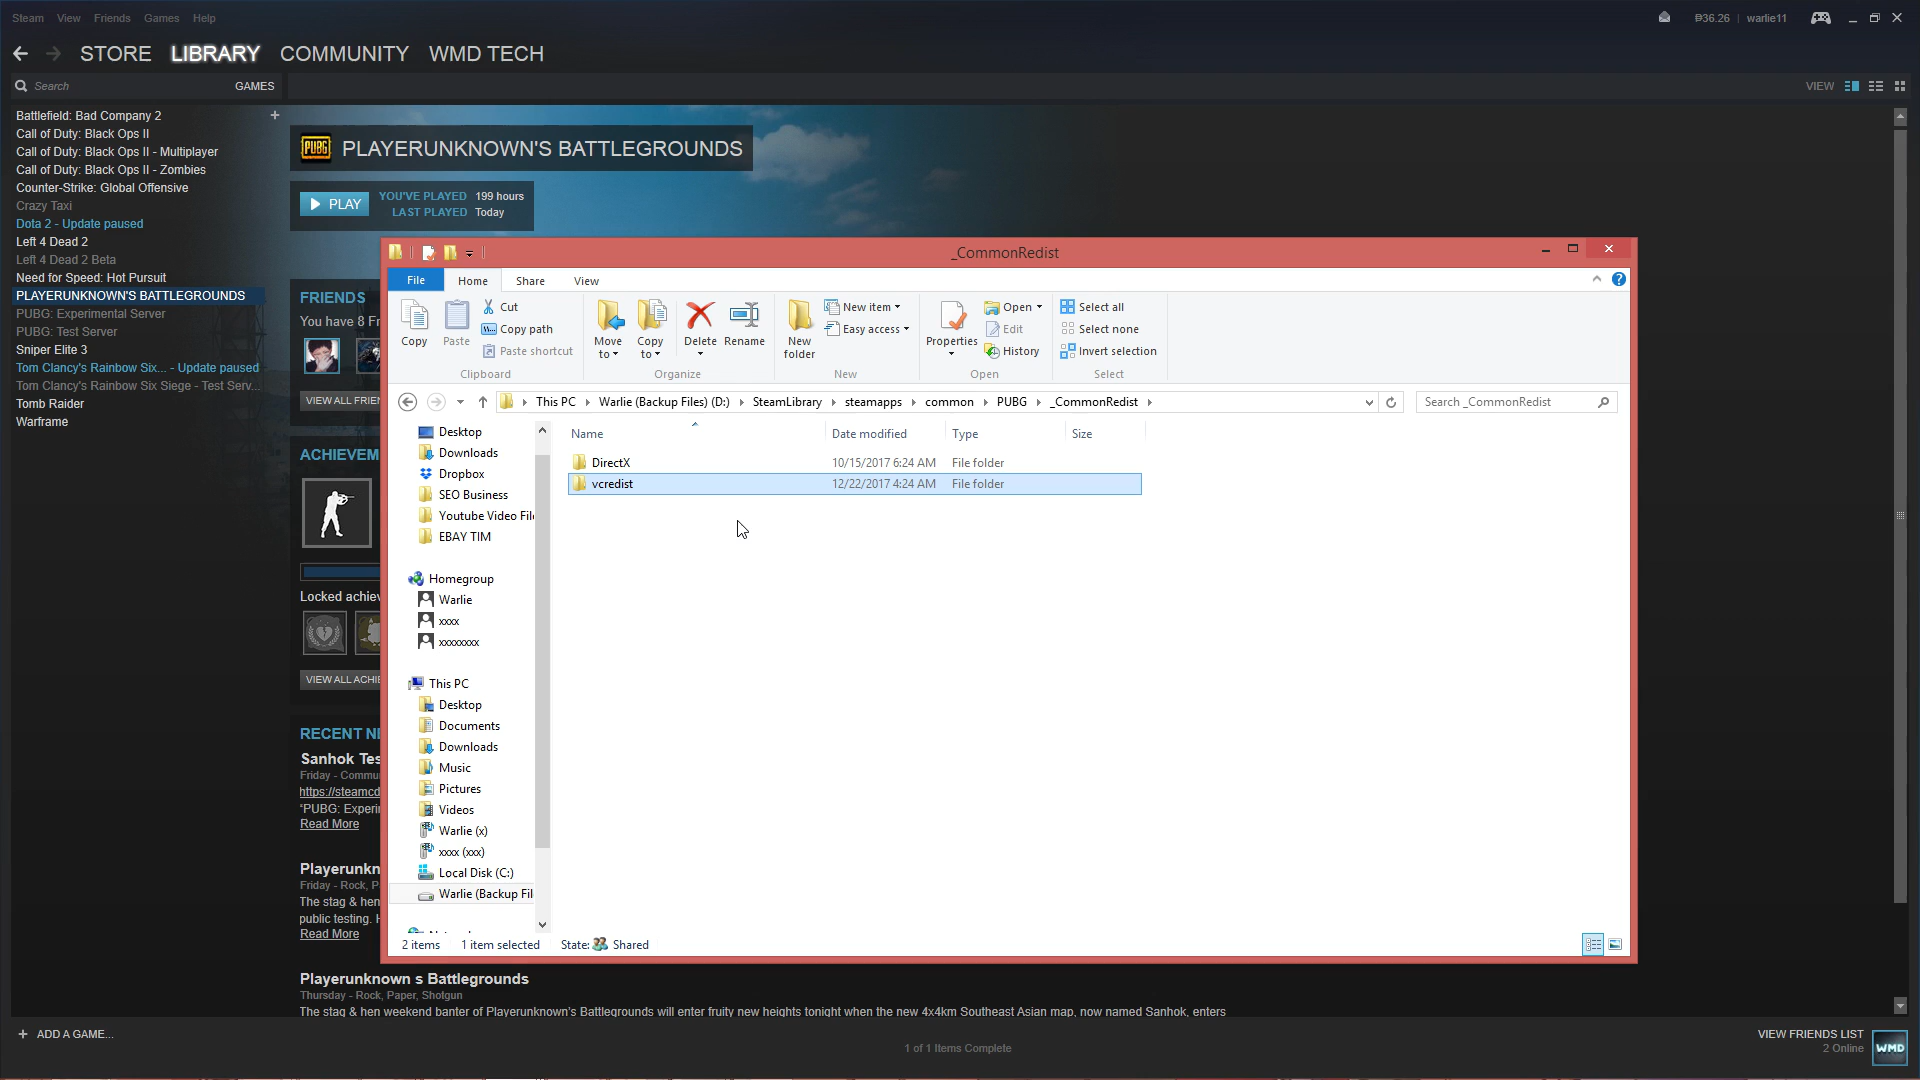 Steam View Friends Games Help
₱36.26 | warlie11
STORE LIBRARY COMMUNITY WMD TECH
Search GAMES
VIEW
Battlefield: Bad Company 2 +
Call of Duty: Black Ops II
Call of Duty: Black Ops II - Multiplayer
Call of Duty: Black Ops II - Zombies
Counter-Strike: Global Offensive
Crazy Taxi
Dota 2 - Update paused
Left 4 Dead 2
Left 4 Dead 2 Beta
Need for Speed: Hot Pursuit
PLAYERUNKNOWN'S BATTLEGROUNDS
PUBG: Experimental Server
PUBG: Test Server
Sniper Elite 3
Tom Clancy's Rainbow Six... - Update paused
Tom Clancy's Rainbow Six Siege - Test Serv...
Tomb Raider
Warframe
PUBG PLAYERUNKNOWN'S BATTLEGROUNDS
PLAY
YOU'VE PLAYED 199 hours
LAST PLAYED Today
FRIENDS
You have 8 Fr
VIEW ALL FRIEN
ACHIEVEM
Locked achiev
VIEW ALL ACHIE
RECENT NE
Sanhok Tes
Friday - Commu
https://steamcd
"PUBG: Experim
Read More
Playerunkn
Friday - Rock, P
The stag & hen
public testing. H
Read More
Playerunknown s Battlegrounds
Thursday - Rock, Paper, Shotgun
The stag & hen weekend banter of Playerunknown's Battlegrounds will enter fruity new heights tonight when the new 4x4km Southeast Asian map, now named Sanhok, enters
_CommonRedist
File Home Share View
Copy
Paste
Cut
Copy path
Paste shortcut
Clipboard
Move to
Copy to
Delete
Rename
Organize
New folder
New item
Easy access
New
Properties
Open
Edit
History
Open
Select all
Select none
Invert selection
Select
This PC Warlie (Backup Files) (D:) SteamLibrary steamapps common PUBG _CommonRedist
Search _CommonRedist
Desktop
Downloads
Dropbox
SEO Business
Youtube Video File
EBAY TIM
Homegroup
Warlie
xxxx
xxxxxxxx
This PC
Desktop
Documents
Downloads
Music
Pictures
Videos
Warlie (x)
xxxx (xxx)
Local Disk (C:)
Warlie (Backup Fil
Name Date modified Type Size
DirectX 10/15/2017 6:24 AM File folder
vcredist 12/22/2017 4:24 AM File folder
2 items 1 item selected State: Shared
+ ADD A GAME...
1 of 1 Items Complete
VIEW FRIENDS LIST
2 Online
WMD